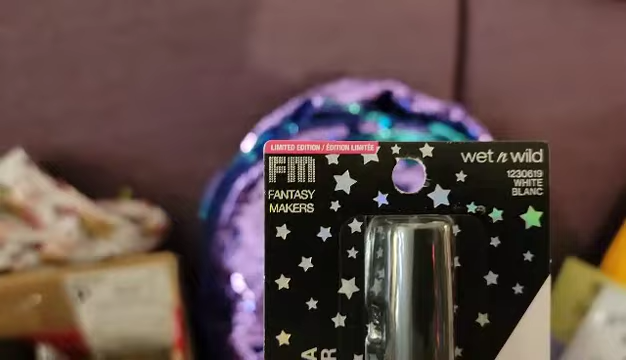 LIMITED EDITION / ÉDITION LIMITÉE
FM
FANTASY
MAKERS
wet n wild
1230619
WHITE
BLANC